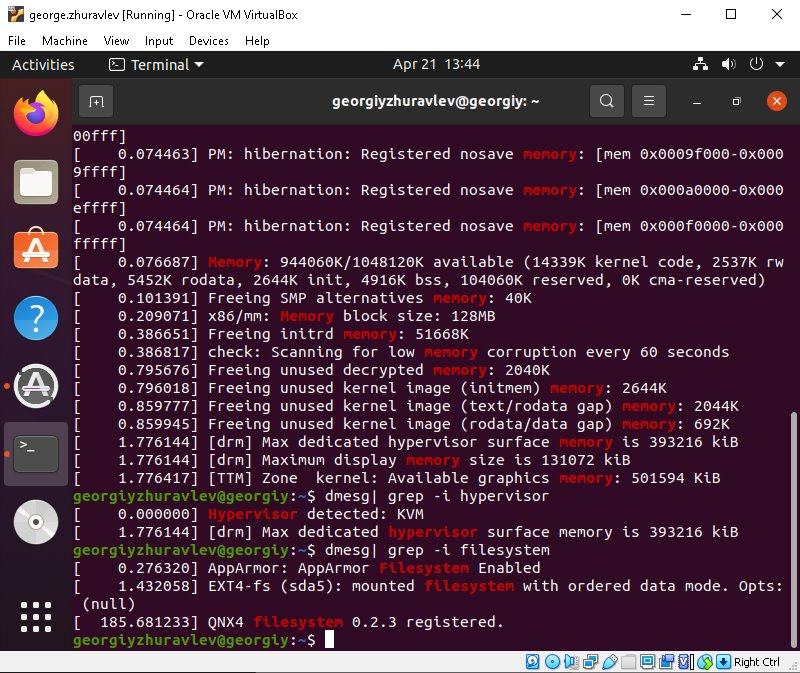 george.zhuravlev [Running] - Oracle VM VirtualBox
File Machine View Input Devices Help
Activities Terminal Apr 21 13:44
georgiyzhuravlev@georgiy: ~
00fff]
[    0.074463] PM: hibernation: Registered nosave memory: [mem 0x0009f000-0x000
9ffff]
[    0.074464] PM: hibernation: Registered nosave memory: [mem 0x000a0000-0x000
effff]
[    0.074464] PM: hibernation: Registered nosave memory: [mem 0x000f0000-0x000
fffff]
[    0.076687] Memory: 944060K/1048120K available (14339K kernel code, 2537K rw
data, 5452K rodata, 2644K init, 4916K bss, 104060K reserved, 0K cma-reserved)
[    0.101391] Freeing SMP alternatives memory: 40K
[    0.209071] x86/mm: Memory block size: 128MB
[    0.386651] Freeing initrd memory: 51668K
[    0.386817] check: Scanning for low memory corruption every 60 seconds
[    0.795676] Freeing unused decrypted memory: 2040K
[    0.796018] Freeing unused kernel image (initmem) memory: 2644K
[    0.859777] Freeing unused kernel image (text/rodata gap) memory: 2044K
[    0.859945] Freeing unused kernel image (rodata/data gap) memory: 692K
[    1.776144] [drm] Max dedicated hypervisor surface memory is 393216 kiB
[    1.776144] [drm] Maximum display memory size is 131072 kiB
[    1.776417] [TTM] Zone  kernel: Available graphics memory: 501594 KiB
georgiyzhuravlev@georgiy:~$ dmesg| grep -i hypervisor
[    0.000000] Hypervisor detected: KVM
[    1.776144] [drm] Max dedicated hypervisor surface memory is 393216 kiB
georgiyzhuravlev@georgiy:~$ dmesg| grep -i filesystem
[    0.276320] AppArmor: AppArmor Filesystem Enabled
[    1.432058] EXT4-fs (sda5): mounted filesystem with ordered data mode. Opts:
 (null)
[  185.681233] QNX4 filesystem 0.2.3 registered.
georgiyzhuravlev@georgiy:~$
Right Ctrl